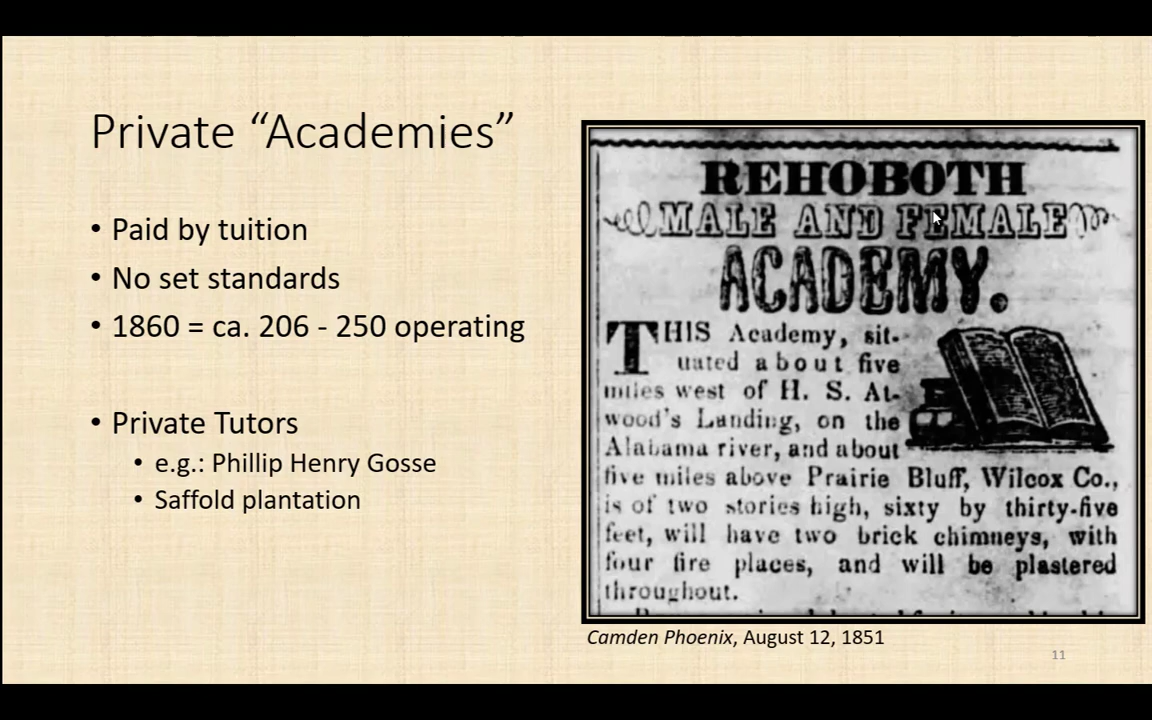 Private “Academies”
• Paid by tuition
• No set standards
• 1860 = ca. 206 - 250 operating
• Private Tutors
• e.g.: Phillip Henry Gosse
• Saffold plantation
REHOBOTH
MALE AND FEMALE
ACADEMY.
THIS Academy, sit-
uated about five
miles west of H. S. At-
wood's Landing, on the
Alabama river, and about
five miles above Prairie Bluff, Wilcox Co.,
is of two stories high, sixty by thirty-five
feet, will have two brick chimneys, with
four fire places, and will be plastered
throughout.
Camden Phoenix, August 12, 1851
11